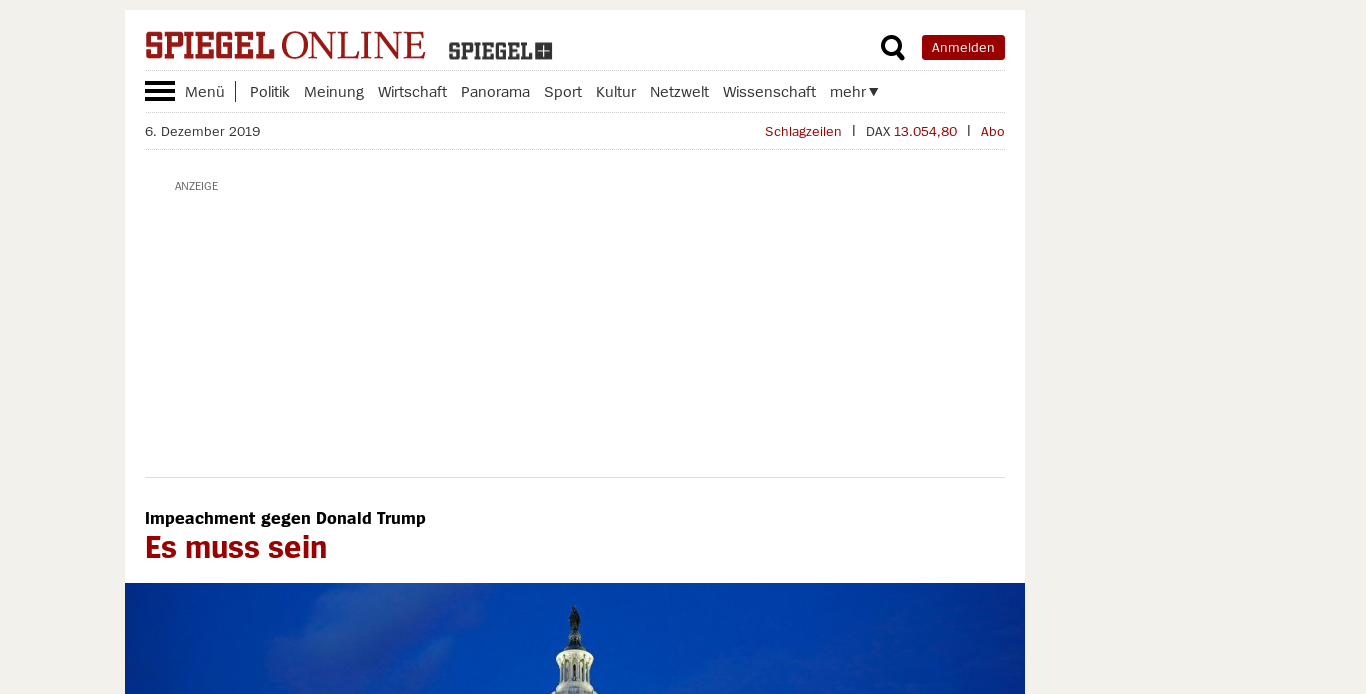 SPIEGEL ONLINE SPIEGEL+ Anmelden
Menü Politik Meinung Wirtschaft Panorama Sport Kultur Netzwelt Wissenschaft mehr
6. Dezember 2019 Schlagzeilen | DAX 13.054,80 | Abo
ANZEIGE
Impeachment gegen Donald Trump
Es muss sein